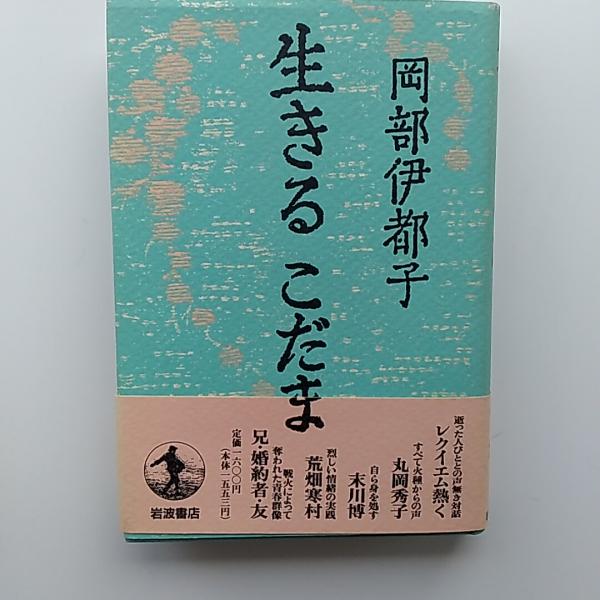 岡部伊都子
生きる こだま
逝った人びととの声無き対話
レクイエム熱く
すべて火種からの声
丸岡秀子
自ら身を処す
末川博
烈しい情緒の実践
荒畑寒村
戦火によって
奪われた青春群像
兄・婚約者・友
定価一六〇〇円
（本体 一五五三円）
岩波書店